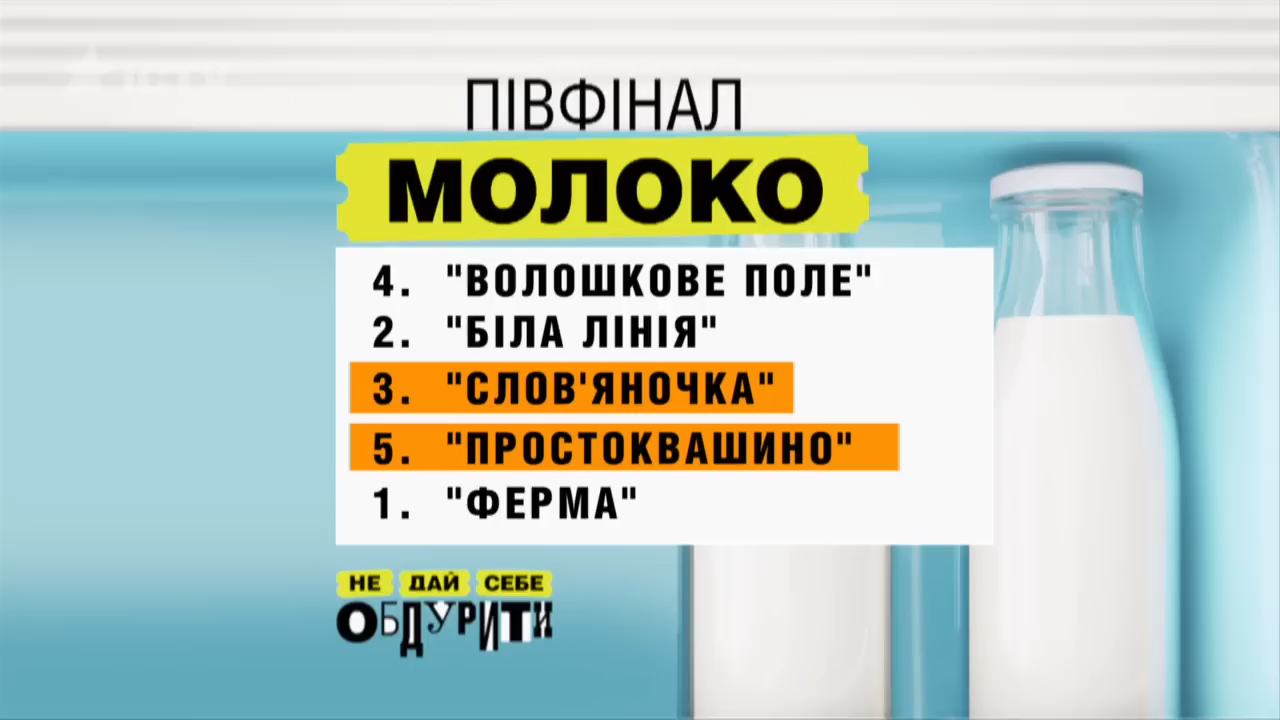 ICTV
ПІВФІНАЛ
МОЛОКО
4. "ВОЛОШКОВЕ ПОЛЕ"
2. "БІЛА ЛІНІЯ"
3. "СЛОВ'ЯНОЧКА"
5. "ПРОСТОКВАШИНО"
1. "ФЕРМА"
НЕ ДАЙ СЕБЕ
ОБДУРИТИ